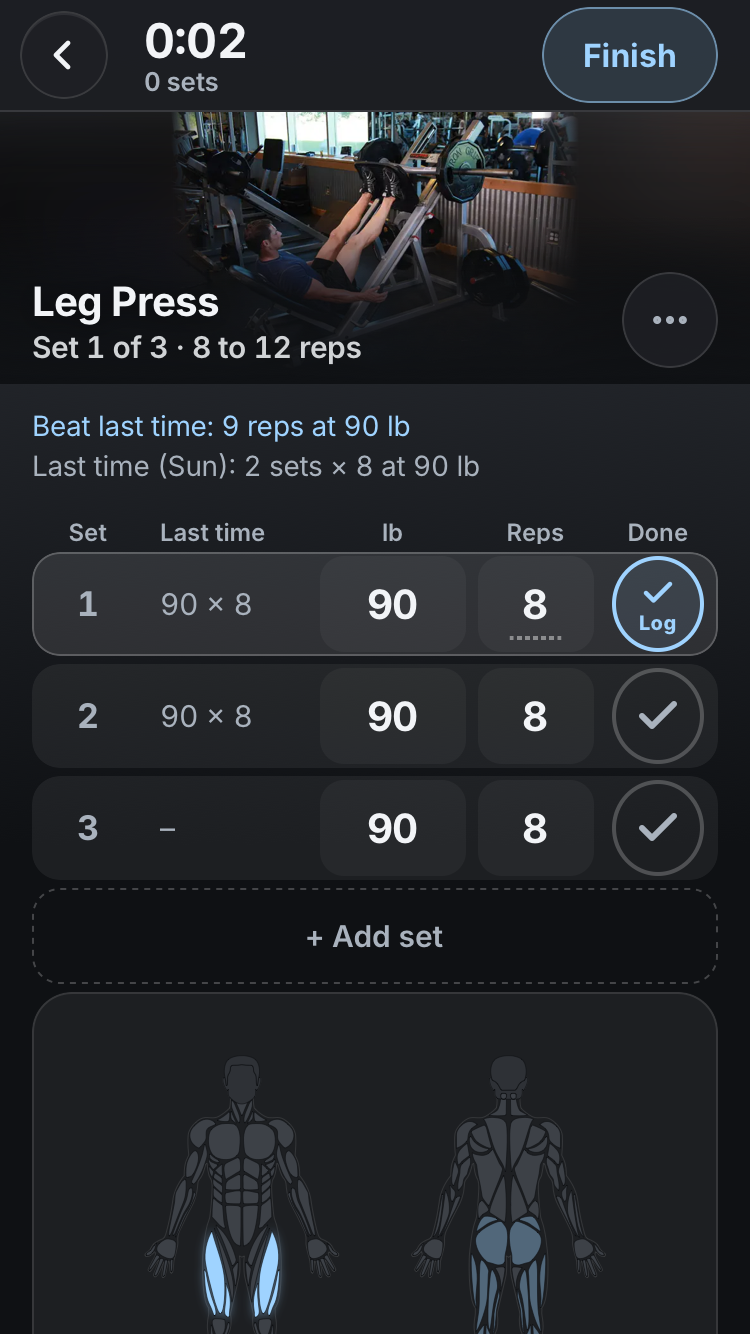 0:02
0 sets
Finish
Leg Press
Set 1 of 3 · 8 to 12 reps
Beat last time: 9 reps at 90 lb
Last time (Sun): 2 sets × 8 at 90 lb
Set Last time lb Reps Done
1 90 × 8 90 8 Log
2 90 × 8 90 8
3 – 90 8
+ Add set